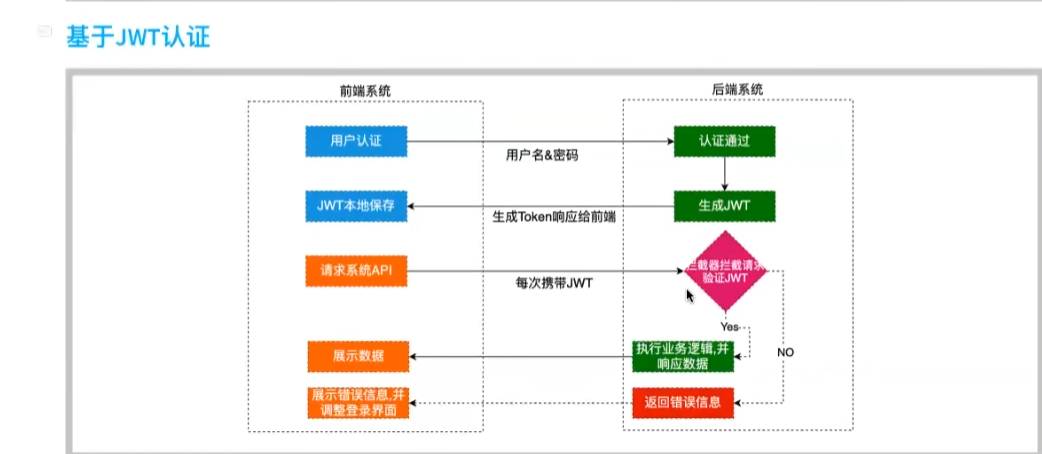 基于JWT认证
前端系统
后端系统
用户认证
用户名&密码
认证通过
JWT本地保存
生成Token响应给前端
生成JWT
请求系统API
每次携带JWT
拦截器拦截请求
验证JWT
Yes
NO
展示数据
执行业务逻辑,并
响应数据
展示错误信息,并
调整登录界面
返回错误信息